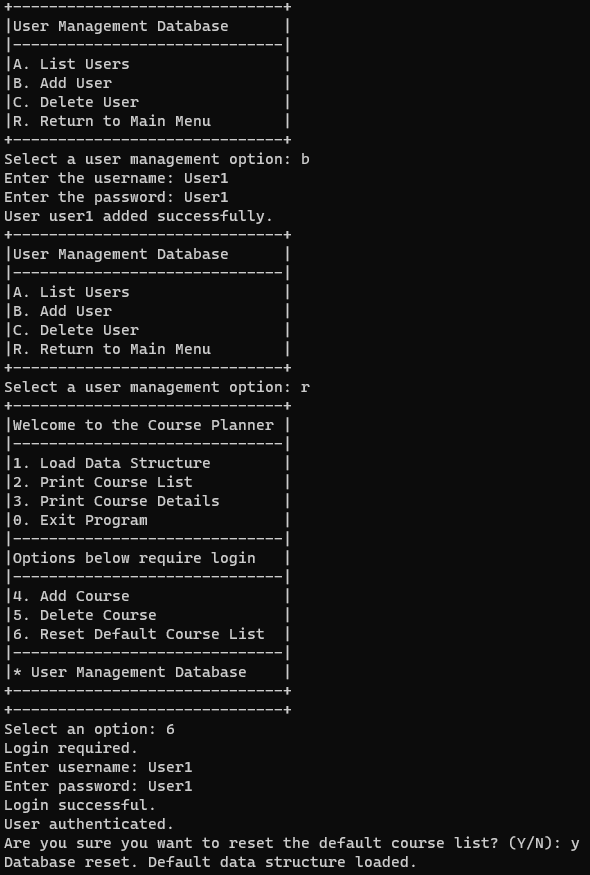 +------------------------------+
|User Management Database      |
|------------------------------|
|A. List Users                 |
|B. Add User                   |
|C. Delete User                |
|R. Return to Main Menu        |
+------------------------------+
Select a user management option: b
Enter the username: User1
Enter the password: User1
User user1 added successfully.
+------------------------------+
|User Management Database      |
|------------------------------|
|A. List Users                 |
|B. Add User                   |
|C. Delete User                |
|R. Return to Main Menu        |
+------------------------------+
Select a user management option: r
+------------------------------+
|Welcome to the Course Planner |
|------------------------------|
|1. Load Data Structure        |
|2. Print Course List          |
|3. Print Course Details       |
|0. Exit Program               |
|------------------------------|
|Options below require login   |
|------------------------------|
|4. Add Course                 |
|5. Delete Course              |
|6. Reset Default Course List  |
|------------------------------|
|* User Management Database    |
+------------------------------+
+------------------------------+
Select an option: 6
Login required.
Enter username: User1
Enter password: User1
Login successful.
User authenticated.
Are you sure you want to reset the default course list? (Y/N): y
Database reset. Default data structure loaded.